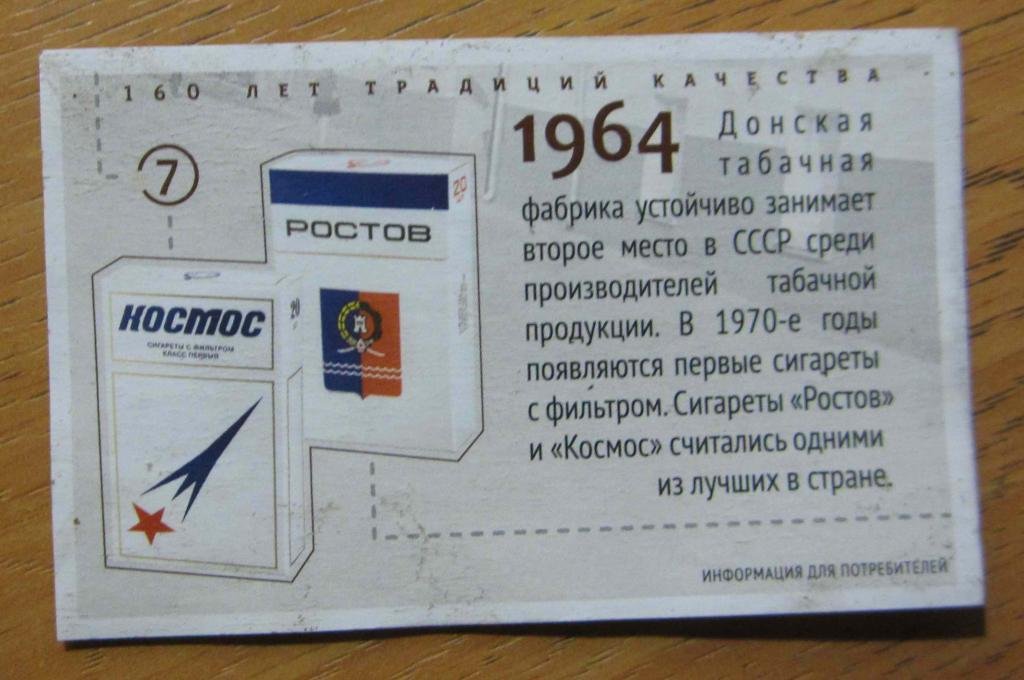 160 ЛЕТ ТРАДИЦИЙ КАЧЕСТВА
7
20
РОСТОВ
КОСМОС
СИГАРЕТЫ С ФИЛЬТРОМ
КЛАСС ПЕРВЫЙ
20
1964 Донская
табачная
фабрика устойчиво занимает
второе место в СССР среди
производителей табачной
продукции. В 1970-е годы
появляются первые сигареты
с фильтром. Сигареты «Ростов»
и «Космос» считались одними
из лучших в стране.
ИНФОРМАЦИЯ ДЛЯ ПОТРЕБИТЕЛЕЙ